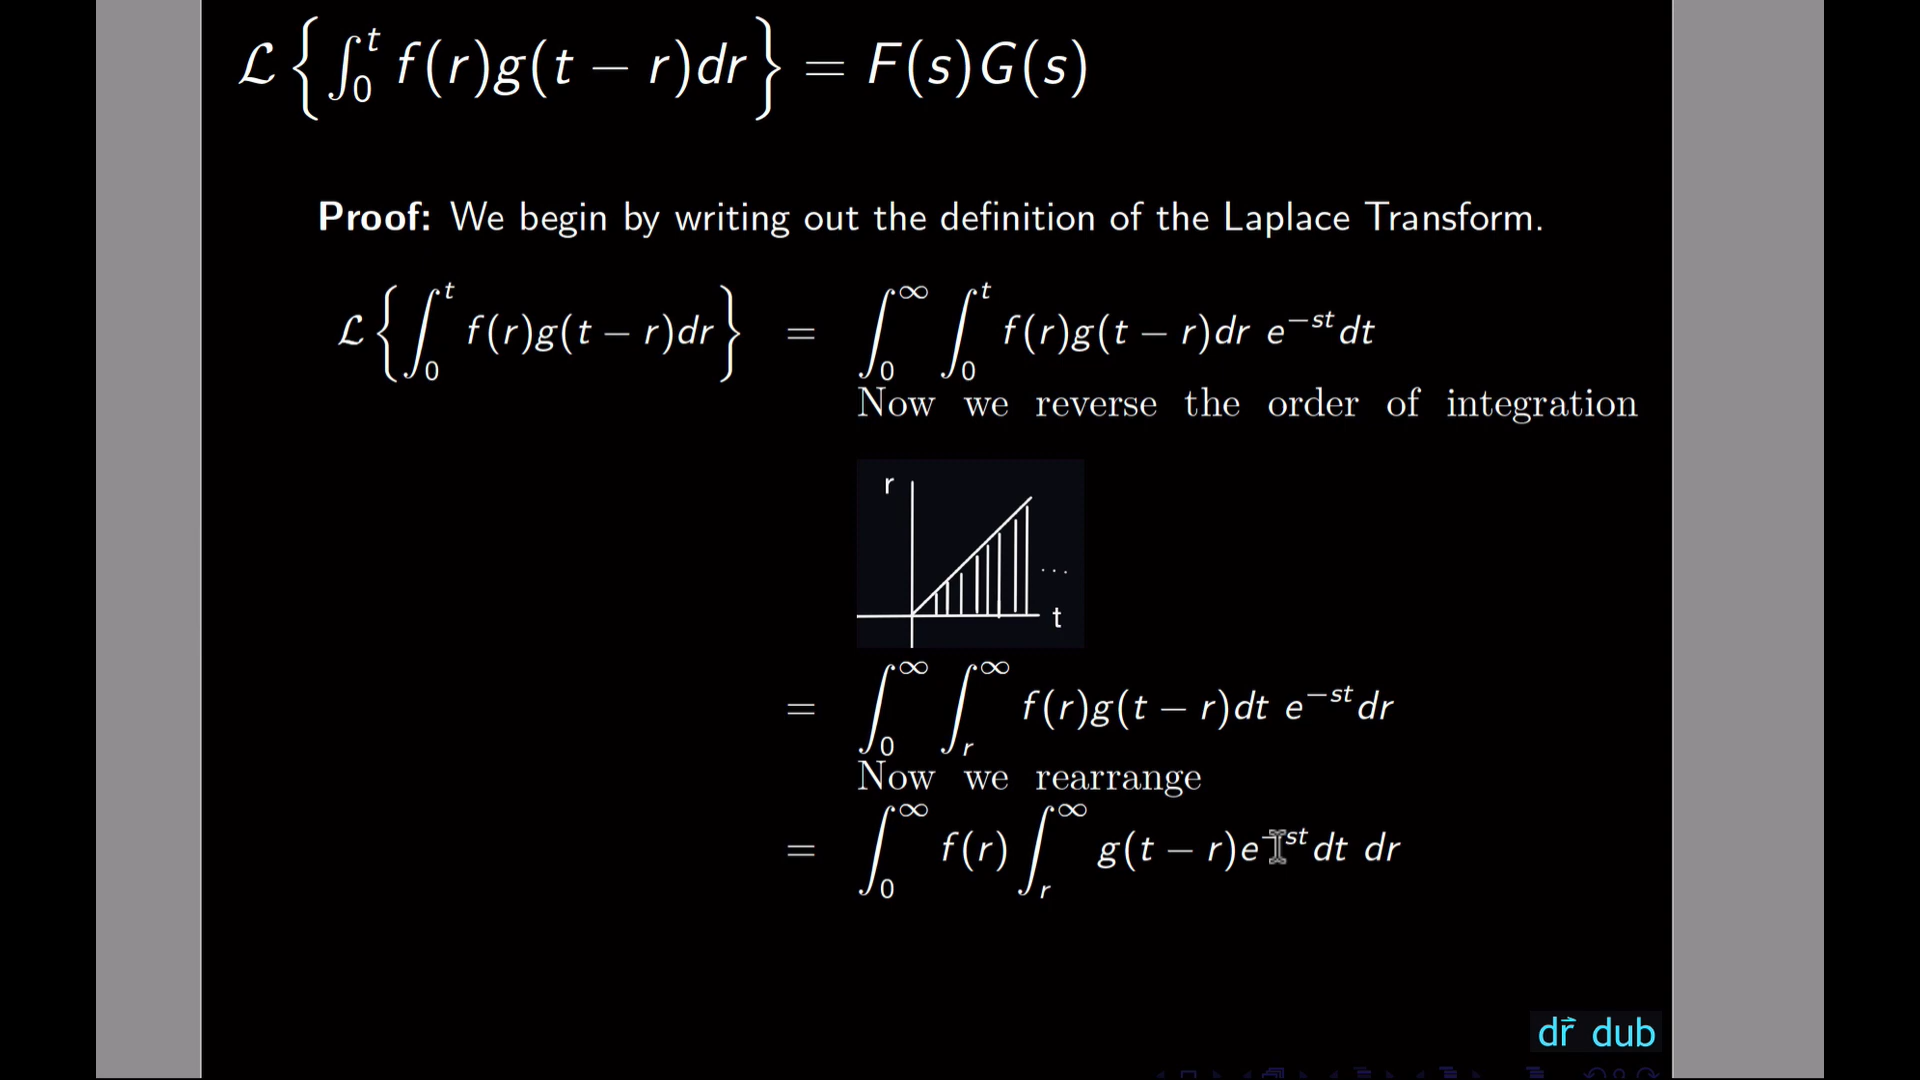 ℒ{∫₀ᵗ f(r)g(t − r)dr} = F(s)G(s)
Proof: We begin by writing out the definition of the Laplace Transform.
ℒ{∫₀ᵗ f(r)g(t − r)dr} = ∫₀^∞ ∫₀ᵗ f(r)g(t − r)dr e^{−st}dt
Now we reverse the order of integration
r
...
t
= ∫₀^∞ ∫ᵣ^∞ f(r)g(t − r)dt e^{−st}dr
Now we rearrange
= ∫₀^∞ f(r) ∫ᵣ^∞ g(t − r)e^{−st}dt dr
dr⃗ dub